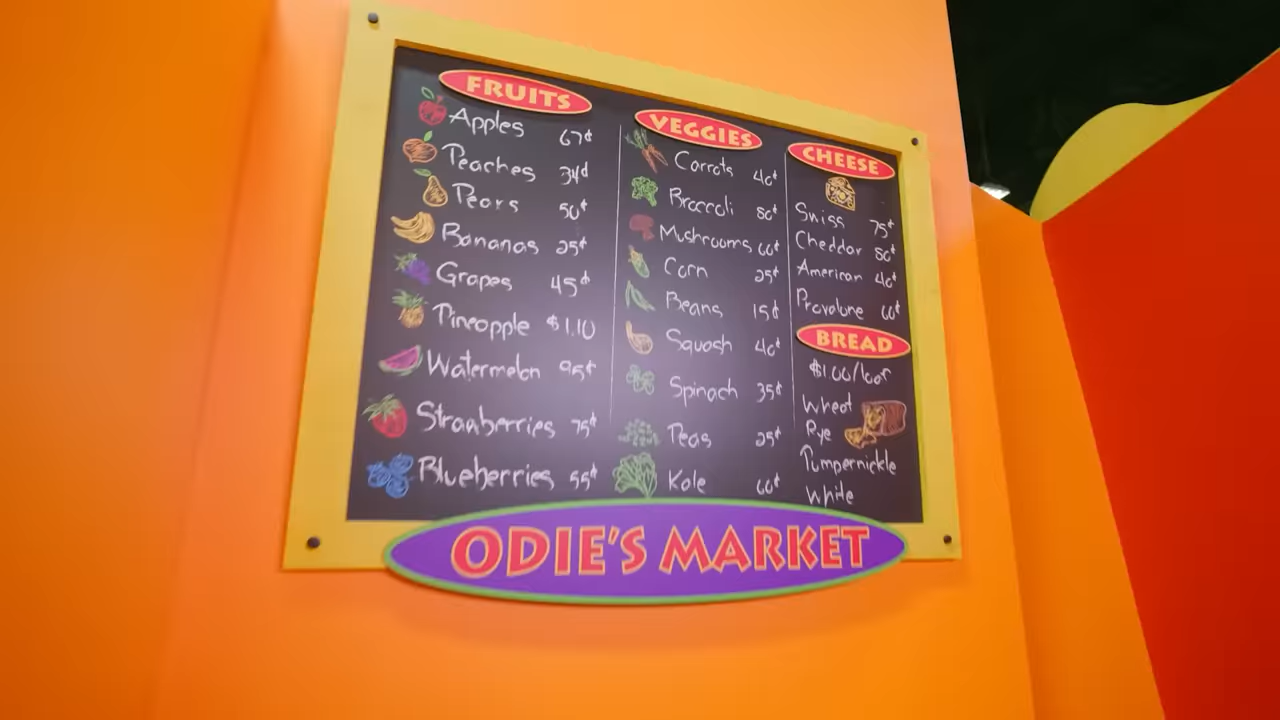 FRUITS
Apples 67¢
Peaches 34¢
Pears 50¢
Bananas 25¢
Grapes 45¢
Pineapple $1.10
Watermelon 95¢
Strawberries 75¢
Blueberries 55¢
VEGGIES
Carrots 40¢
Broccoli 50¢
Mushrooms 60¢
Corn 25¢
Beans 15¢
Squash 40¢
Spinach 35¢
Peas 25¢
Kale 60¢
CHEESE
Swiss 75¢
Cheddar 50¢
American 40¢
Provolone 60¢
BREAD
$1.00/loaf
Wheat
Rye
Pumpernickle
White
ODIE'S MARKET